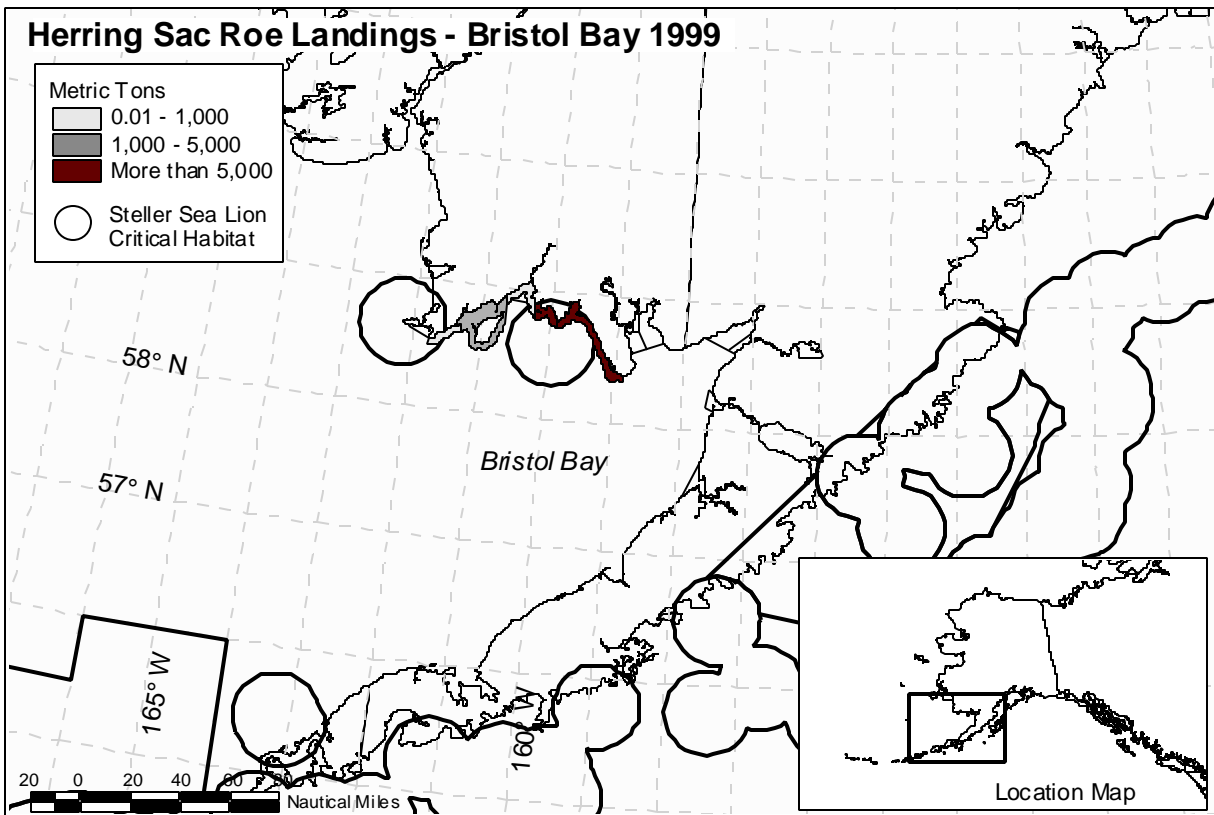 Herring Sac Roe Landings - Bristol Bay 1999
Metric Tons
0.01 - 1,000
1,000 - 5,000
More than 5,000
Steller Sea Lion
Critical Habitat
58° N
57° N
Bristol Bay
165° W
160° W
20 0 20 40 60 80
Nautical Miles
Location Map